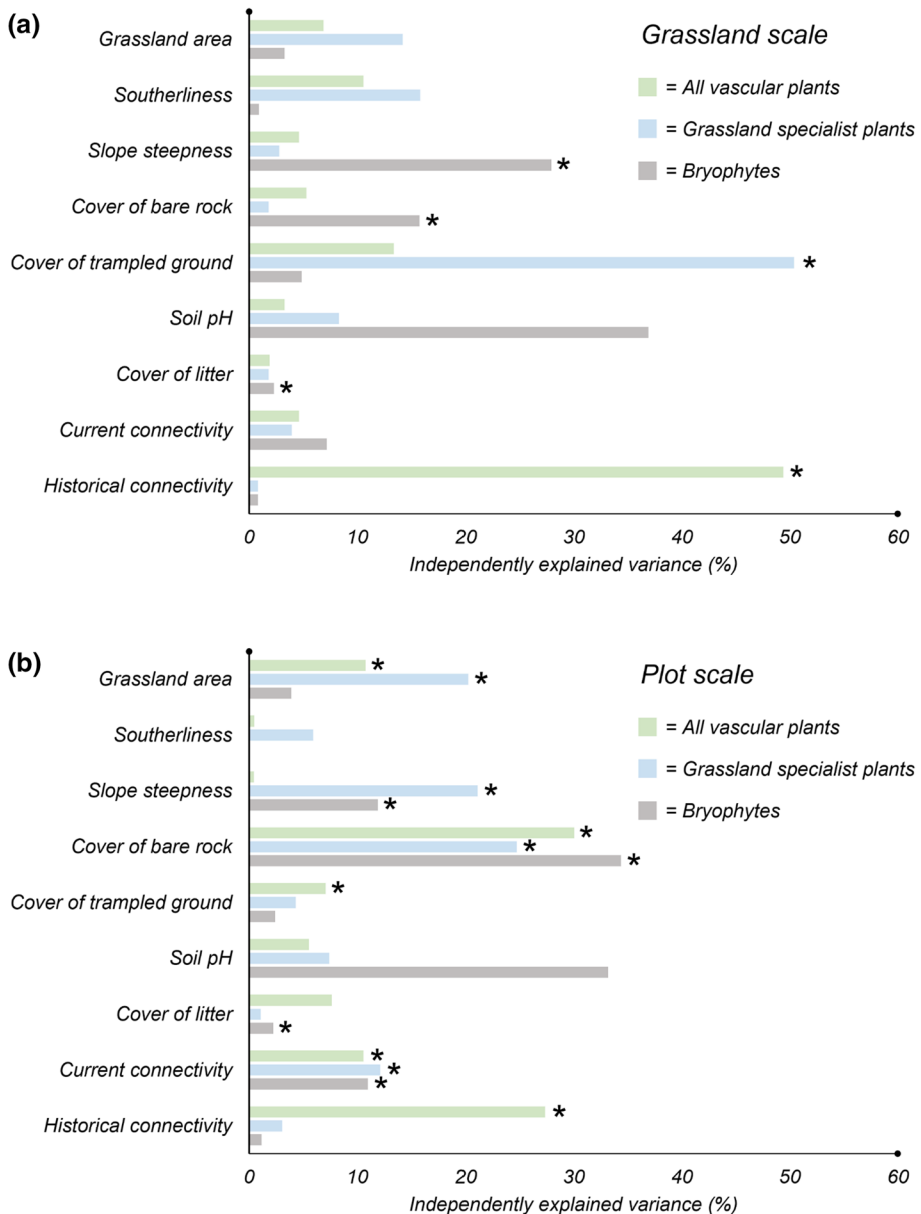 (a)
Grassland scale
= All vascular plants
= Grassland specialist plants
= Bryophytes
Grassland area
Southerliness
Slope steepness
*
Cover of bare rock
*
Cover of trampled ground
*
Soil pH
Cover of litter
*
Current connectivity
Historical connectivity
*
0 10 20 30 40 50 60
Independently explained variance (%)
(b)
Plot scale
= All vascular plants
= Grassland specialist plants
= Bryophytes
Grassland area
*
*
Southerliness
Slope steepness
*
*
Cover of bare rock
*
*
*
Cover of trampled ground
*
Soil pH
Cover of litter
*
Current connectivity
*
*
*
Historical connectivity
*
0 10 20 30 40 50 60
Independently explained variance (%)